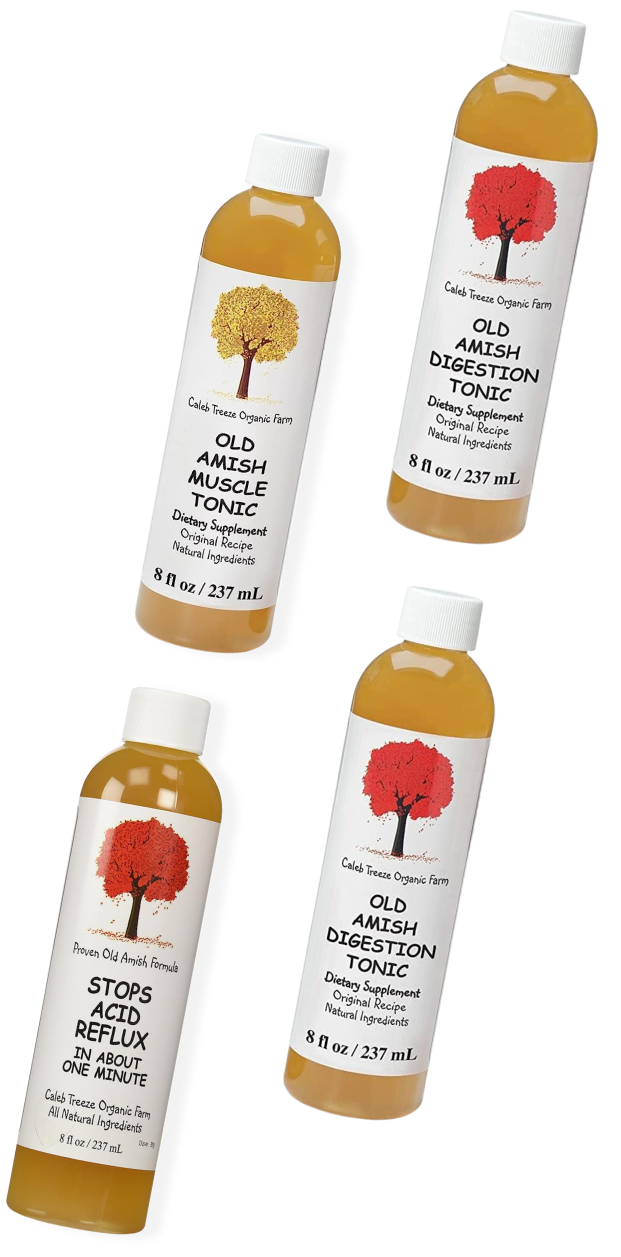 Caleb Treeze Organic Farm
OLD
AMISH
DIGESTION
TONIC
Dietary Supplement
Original Recipe
Natural Ingredients
8 fl oz / 237 mL
Caleb Treeze Organic Farm
OLD
AMISH
MUSCLE
TONIC
Dietary Supplement
Original Recipe
Natural Ingredients
8 fl oz / 237 mL
Caleb Treeze Organic Farm
OLD
AMISH
DIGESTION
TONIC
Dietary Supplement
Original Recipe
Natural Ingredients
8 fl oz / 237 mL
Proven Old Amish Formula
STOPS
ACID
REFLUX
IN ABOUT
ONE MINUTE
Caleb Treeze Organic Farm
All Natural Ingredients
8 fl oz / 237 mL